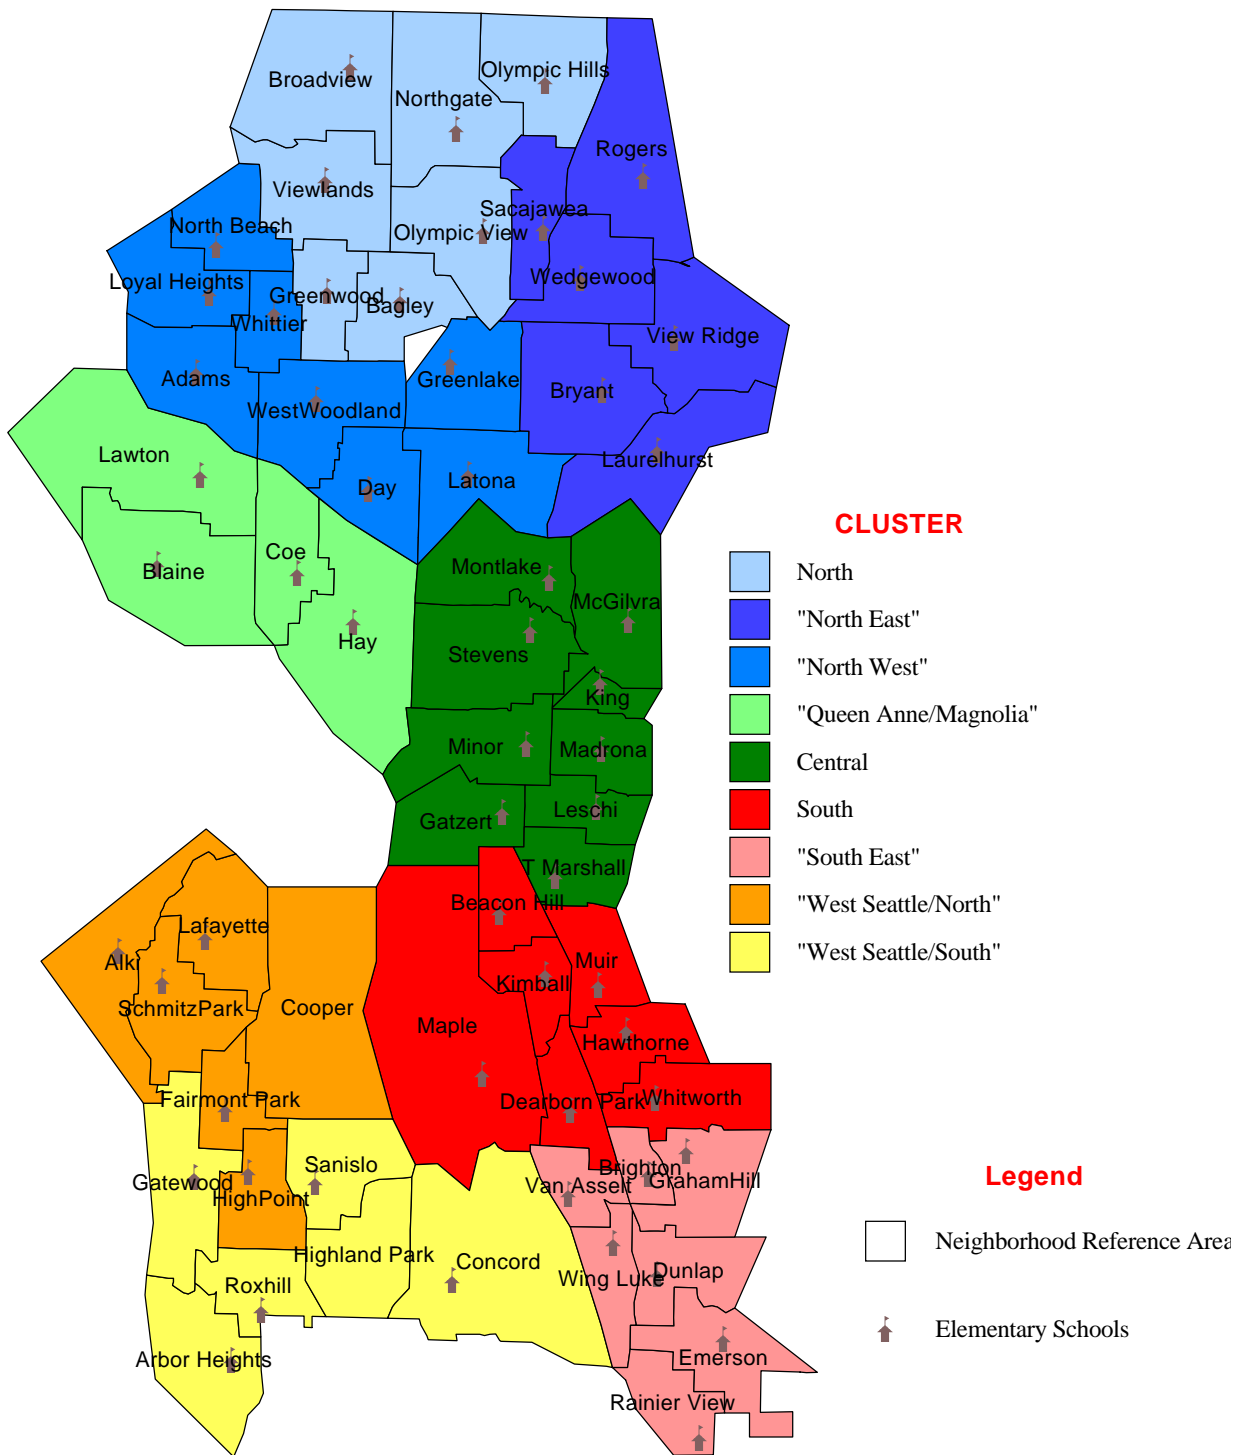 Broadview
Olympic Hills
Northgate
Rogers
Viewlands
Sacajawea
North Beach
Olympic View
Loyal Heights
Wedgewood
Greenwood
Bagley
Whittier
View Ridge
Adams
Greenlake
Bryant
WestWoodland
Lawton
Laurelhurst
Day
Latona
Coe
Blaine
Montlake
McGilvra
Hay
Stevens
King
Minor
Madrona
Gatzert
Leschi
T Marshall
Beacon Hill
Lafayette
Alki
Muir
SchmitzPark
Cooper
Kimball
Maple
Hawthorne
Fairmont Park
Dearborn Park
Whitworth
Sanislo
Brighton
Gatewood
HighPoint
Van Asselt
GrahamHill
Highland Park
Concord
Wing Luke
Dunlap
Roxhill
Arbor Heights
Emerson
Rainier View
CLUSTER
North
"North East"
"North West"
"Queen Anne/Magnolia"
Central
South
"South East"
"West Seattle/North"
"West Seattle/South"
Legend
Neighborhood Reference Area
Elementary Schools